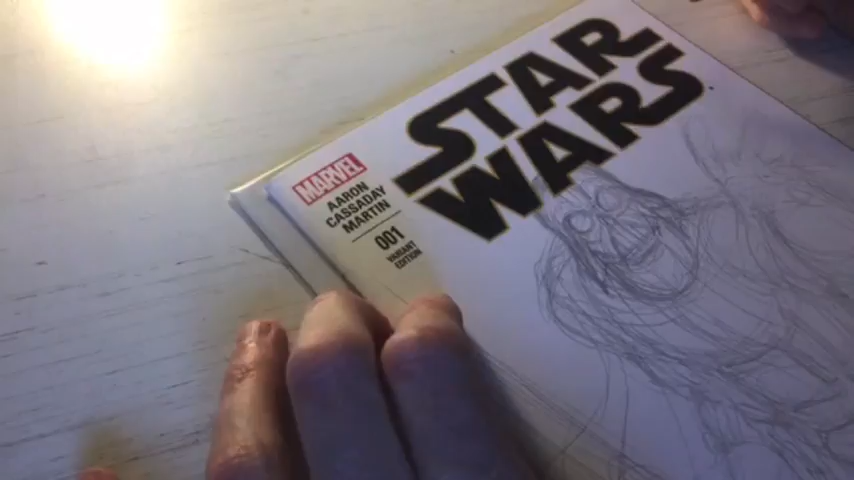 STAR
WARS
MARVEL
AARON
CASSADAY
MARTIN
001
VARIANT
EDITION